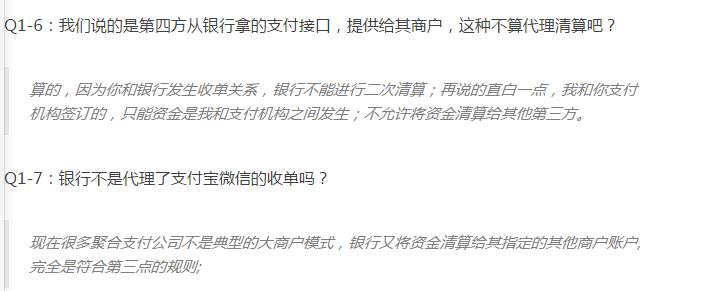 Q1-6：我们说的是第四方从银行拿的支付接口，提供给其商户，这种不算代理清算吧？
算的，因为你和银行发生收单关系，银行不能进行二次清算；再说的直白一点，我和你支付
机构签订的，只能资金是我和支付机构之间发生；不允许将资金清算给其他第三方。
Q1-7：银行不是代理了支付宝微信的收单吗？
现在很多聚合支付公司不是典型的大商户模式，银行又将资金清算给其指定的其他商户账户,
完全是符合第三点的规则;